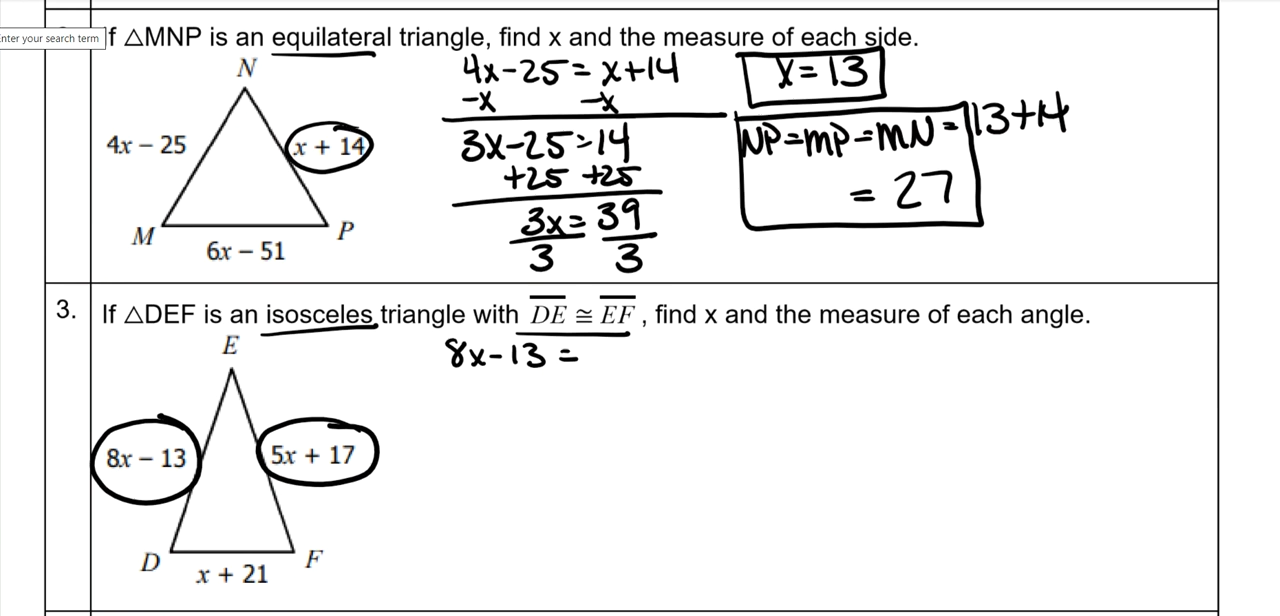 Enter your search term
If △MNP is an equilateral triangle, find x and the measure of each side.
N
4x – 25
x + 14
M
P
6x – 51
4x-25 = x+14
-x -x
3x-25=14
+25 +25
3x = 39
3 3
x=13
NP=MP=MN = 13+14
= 27
3.
If △DEF is an isosceles triangle with DE ≅ EF , find x and the measure of each angle.
8x-13 =
E
8x – 13
5x + 17
D
F
x + 21